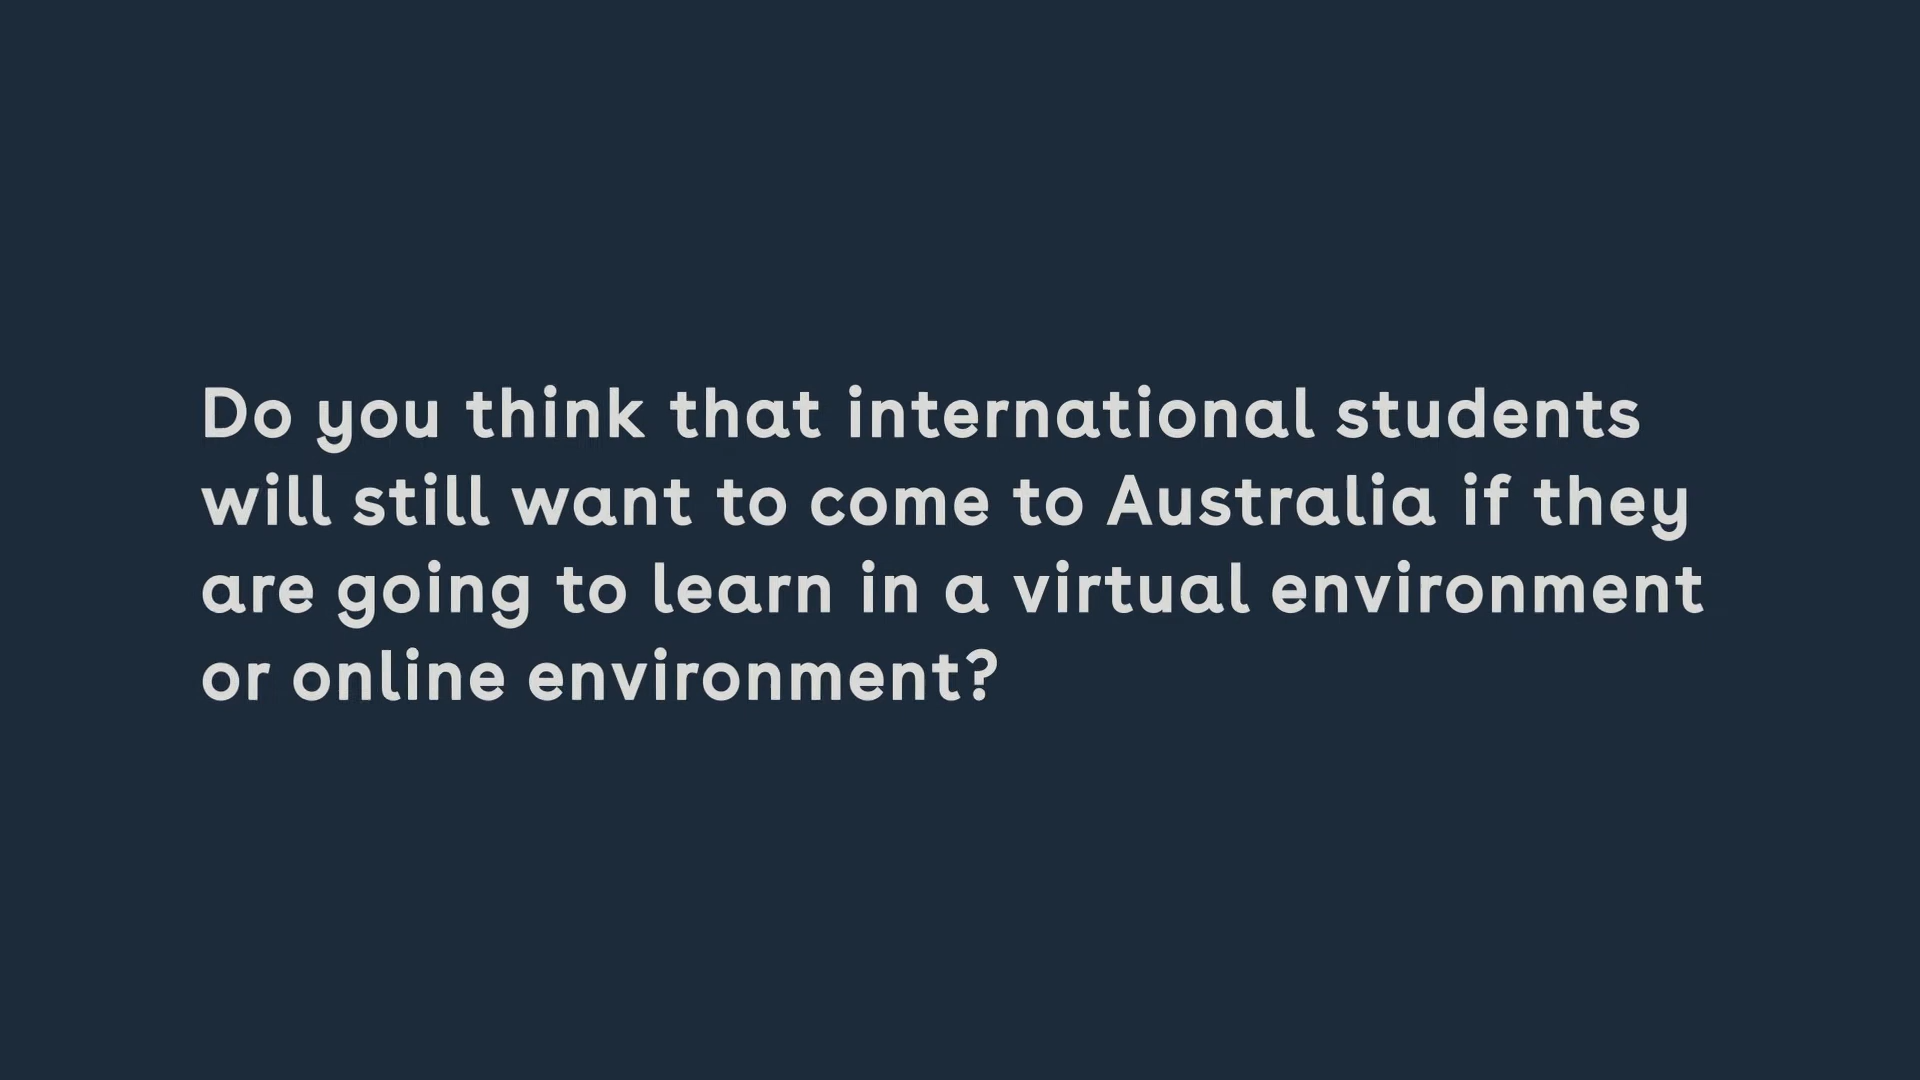 Do you think that international students
will still want to come to Australia if they
are going to learn in a virtual environment
or online environment?